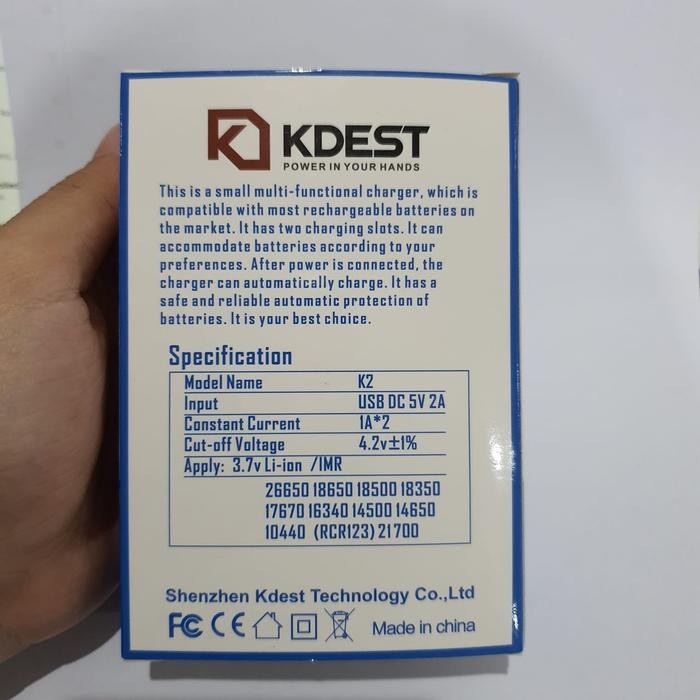 KDEST
POWER IN YOUR HANDS
This is a small multi-functional charger, which is
compatible with most rechargeable batteries on
the market. It has two charging slots. It can
accommodate batteries according to your
preferences. After power is connected, the
charger can automatically charge. It has a
safe and reliable automatic protection of
batteries. It is your best choice.
Specification
Model Name K2
Input USB DC 5V 2A
Constant Current 1A*2
Cut-off Voltage 4.2v±1%
Apply: 3.7v Li-ion /IMR
26650 18650 18500 18350
17670 16340 14500 14650
10440 (RCR123) 21700
Shenzhen Kdest Technology Co.,Ltd
FC CE Made in china